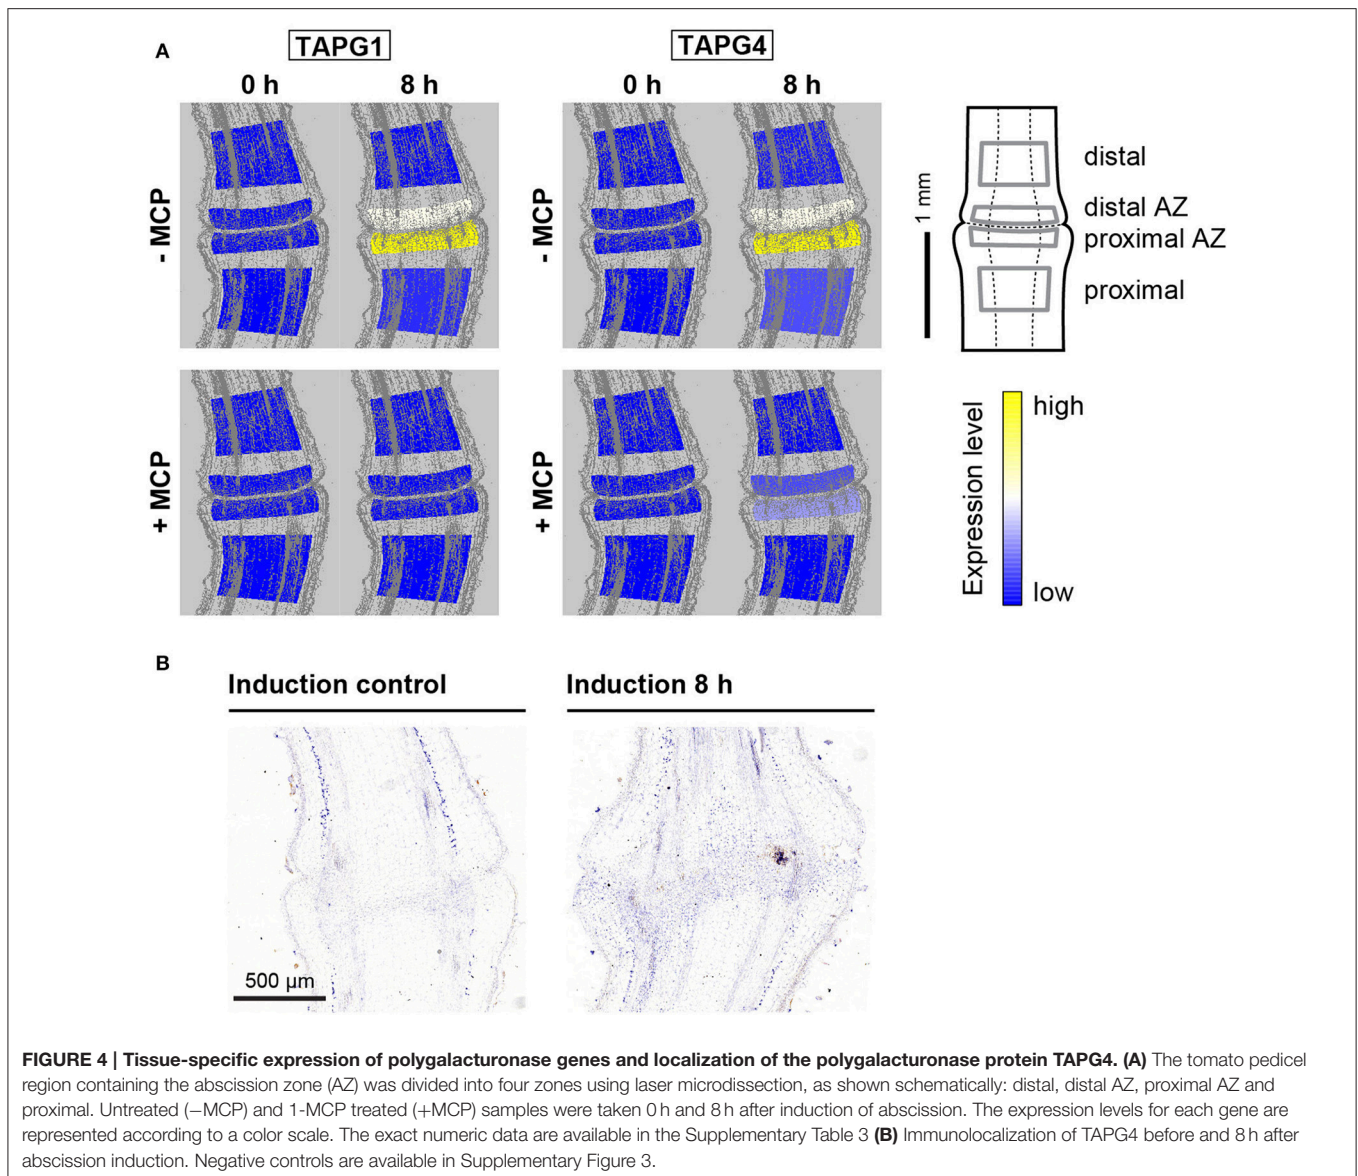 A
TAPG1
TAPG4
0 h
8 h
0 h
8 h
- MCP
- MCP
1 mm
distal
distal AZ
proximal AZ
proximal
+ MCP
+ MCP
Expression level
high
low
B
Induction control
Induction 8 h
500 µm
FIGURE 4 | Tissue-specific expression of polygalacturonase genes and localization of the polygalacturonase protein TAPG4. (A) The tomato pedicel
region containing the abscission zone (AZ) was divided into four zones using laser microdissection, as shown schematically: distal, distal AZ, proximal AZ and
proximal. Untreated (−MCP) and 1-MCP treated (+MCP) samples were taken 0 h and 8 h after induction of abscission. The expression levels for each gene are
represented according to a color scale. The exact numeric data are available in the Supplementary Table 3 (B) Immunolocalization of TAPG4 before and 8 h after
abscission induction. Negative controls are available in Supplementary Figure 3.